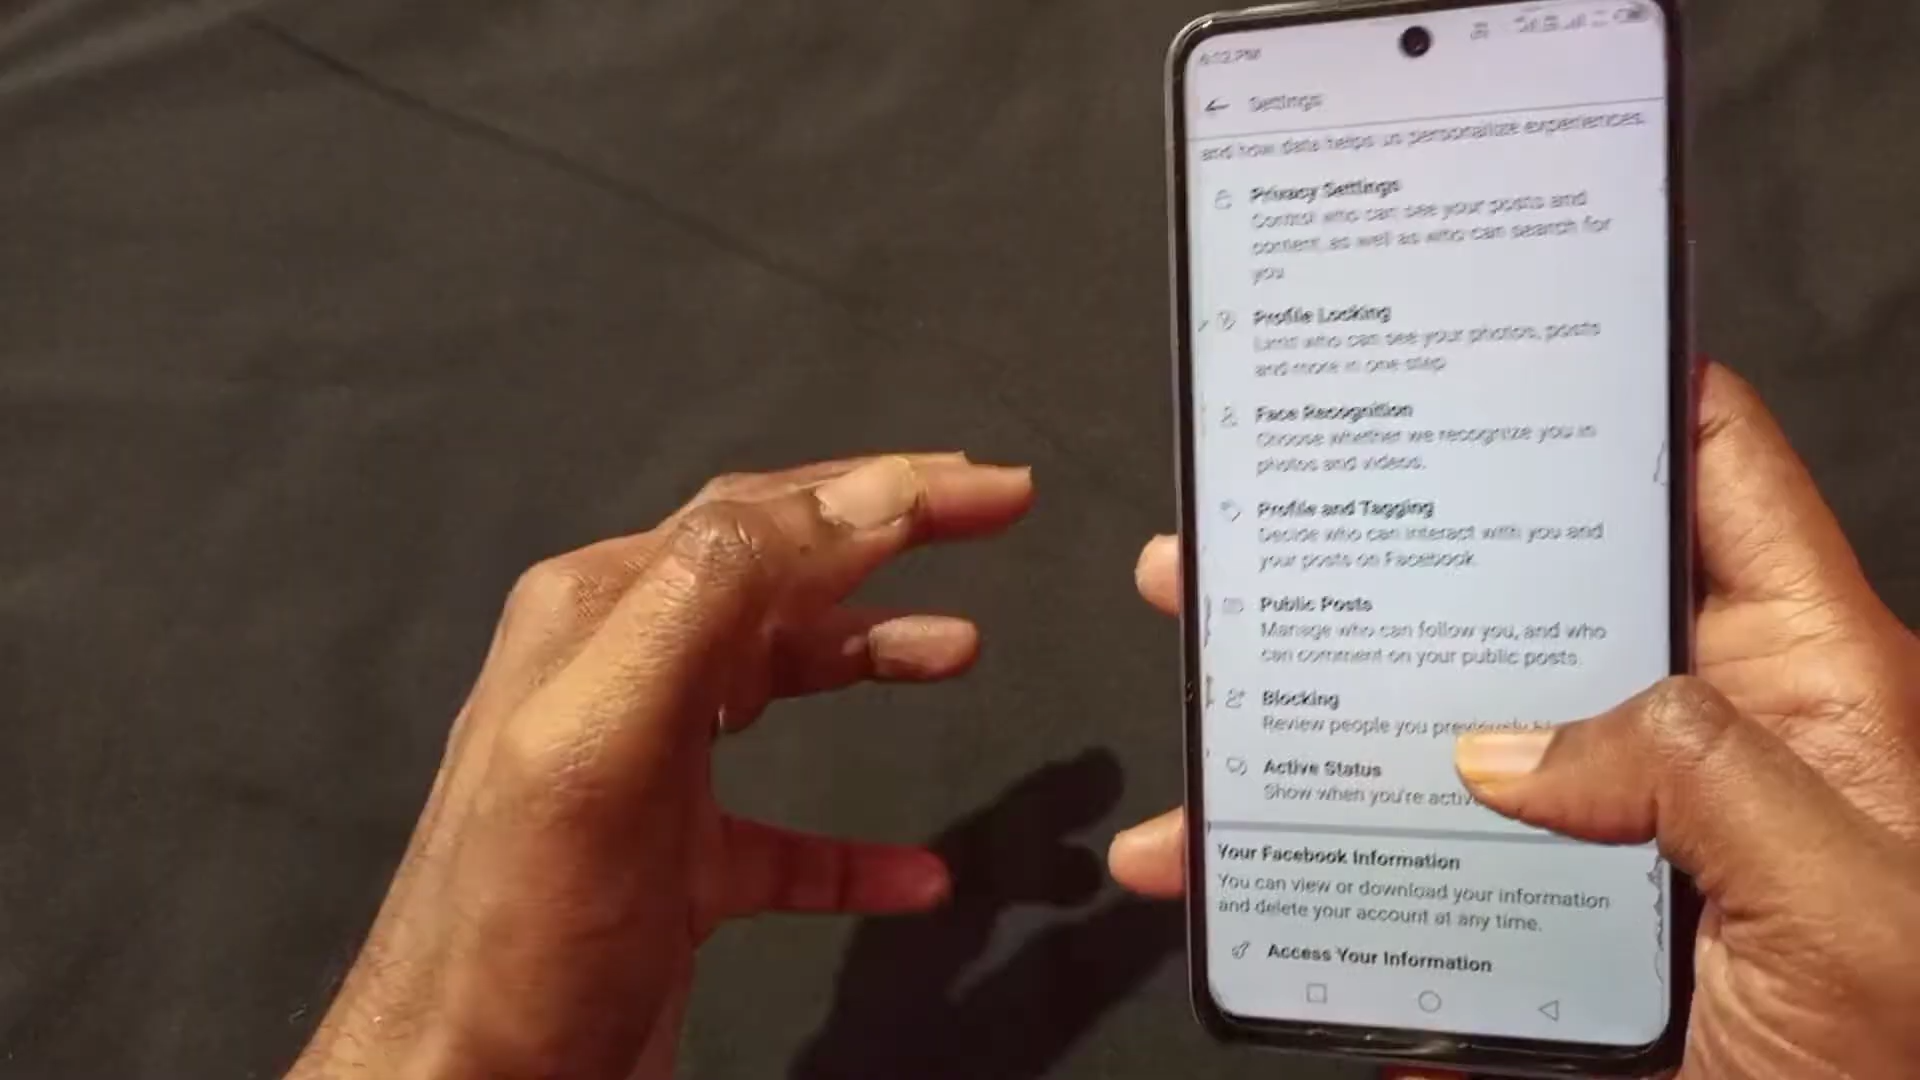 Settings
and how data helps us personalize experiences.
Privacy Settings
Control who can see your posts and
content, as well as who can search for
you
Profile Locking
Limit who can see your photos, posts
and more in one step
Face Recognition
Choose whether we recognize you in
photos and videos.
Profile and Tagging
Decide who can interact with you and
your posts on Facebook.
Public Posts
Manage who can follow you, and who
can comment on your public posts.
Blocking
Review people you previously
Active Status
Show when you're active
Your Facebook Information
You can view or download your information
and delete your account at any time.
Access Your Information